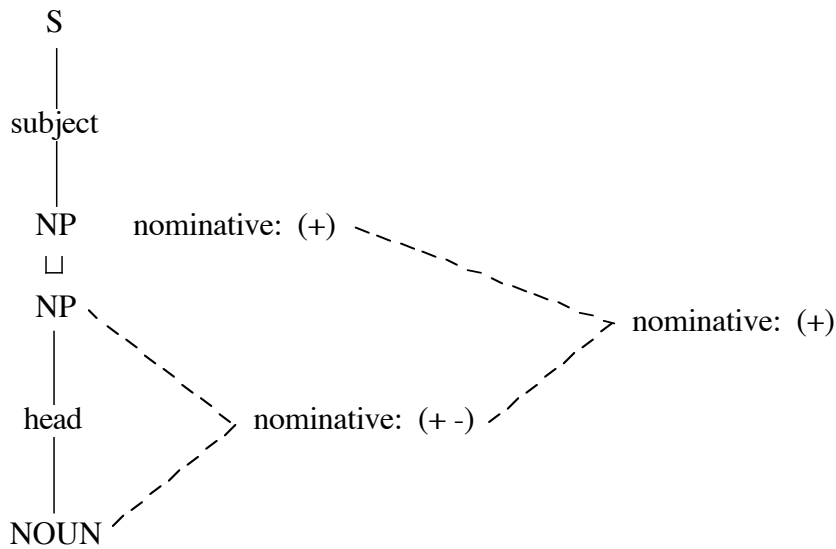 S
subject
NP nominative: (+)
⊔
NP
nominative: (+)
head nominative: (+ -)
NOUN